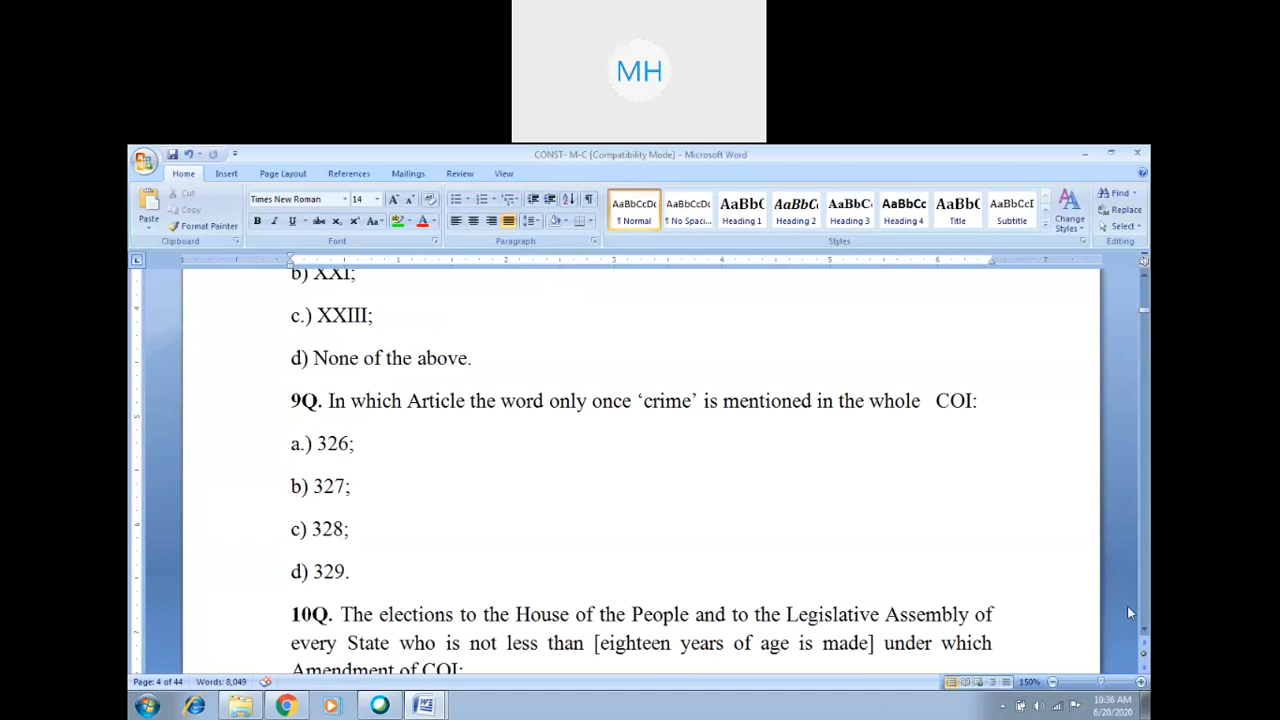 MH
CONST- M-C [Compatibility Mode] - Microsoft Word
Home Insert Page Layout References Mailings Review View
Paste
Cut
Copy
Format Painter
Clipboard
Times New Roman 14
Font
Paragraph
AaBbCcDc AaBbCcDc AaBbC AaBbCc AaBbC AaBbCc AaBbC AaBbCcI
¶ Normal ¶ No Spaci... Heading 1 Heading 2 Heading 3 Heading 4 Title Subtitle
Change
Styles
Styles
Find
Replace
Select
Editing
b) XXI;
c.) XXIII;
d) None of the above.
9Q. In which Article the word only once ‘crime’ is mentioned in the whole COI:
a.) 326;
b) 327;
c) 328;
d) 329.
10Q. The elections to the House of the People and to the Legislative Assembly of
every State who is not less than [eighteen years of age is made] under which
Amendment of COI:
Page: 4 of 44 Words: 8,049 150%
10:36 AM
6/20/2020